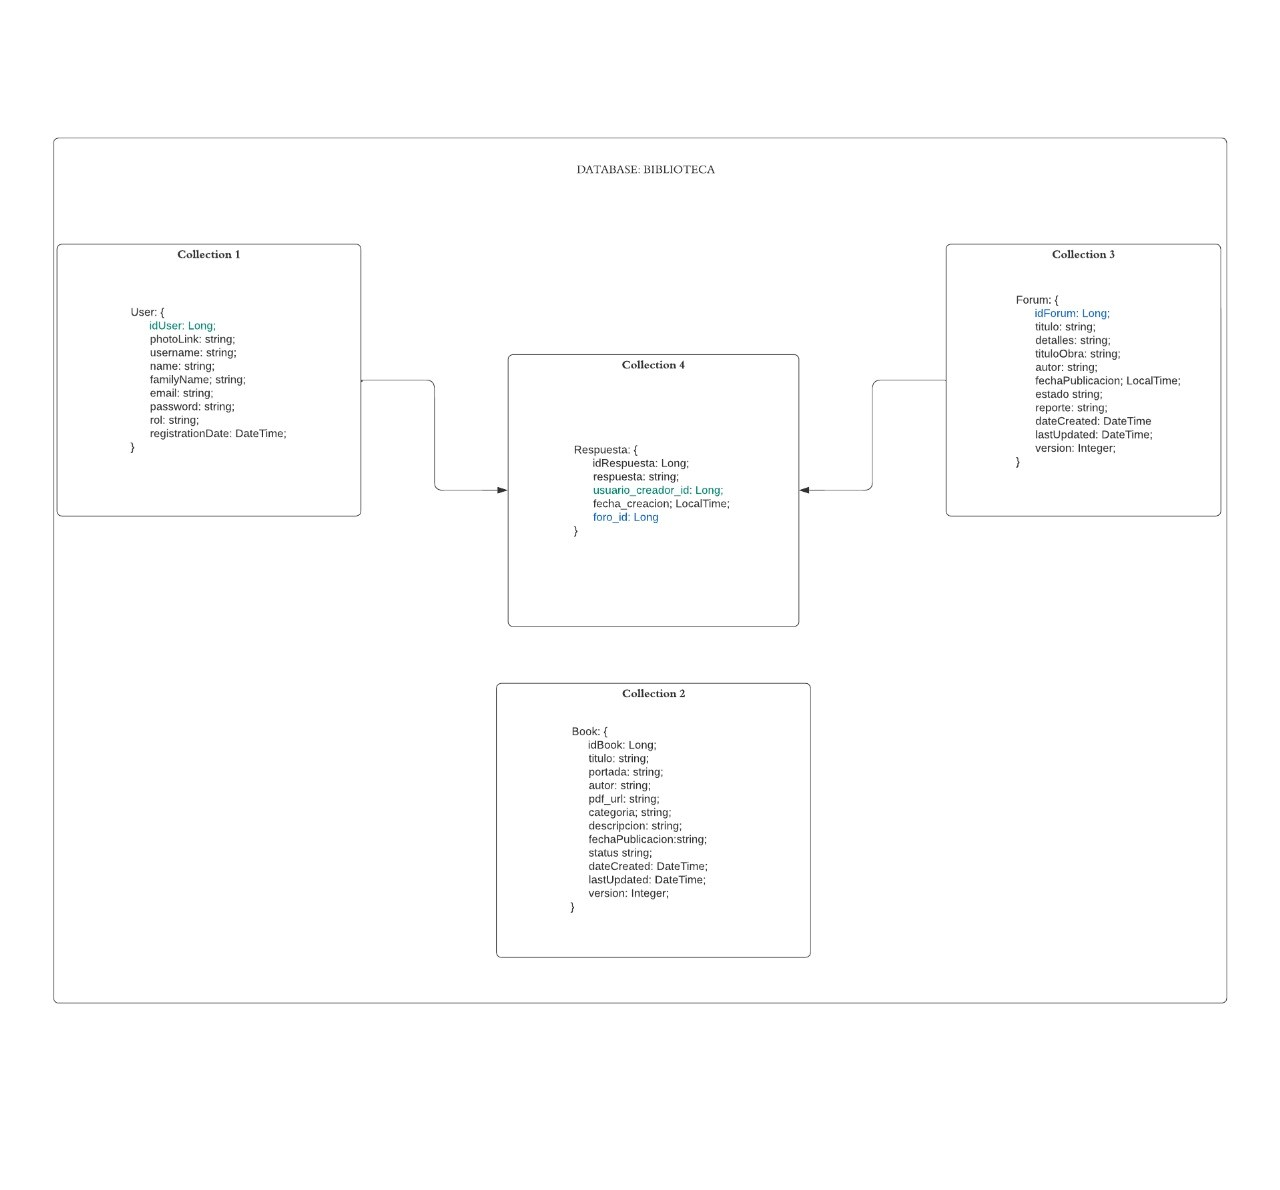 DATABASE: BIBLIOTECA
Collection 1
User: {
idUser: Long;
photoLink: string;
username: string;
name: string;
familyName; string;
email: string;
password: string;
rol: string;
registrationDate: DateTime;
}
Collection 3
Forum: {
idForum: Long;
titulo: string;
detalles: string;
tituloObra: string;
autor: string;
fechaPublicacion; LocalTime;
estado string;
reporte: string;
dateCreated: DateTime
lastUpdated: DateTime;
version: Integer;
}
Collection 4
Respuesta: {
idRespuesta: Long;
respuesta: string;
usuario_creador_id: Long;
fecha_creacion; LocalTime;
foro_id: Long
}
Collection 2
Book: {
idBook: Long;
titulo: string;
portada: string;
autor: string;
pdf_url: string;
categoria; string;
descripcion: string;
fechaPublicacion:string;
status string;
dateCreated: DateTime;
lastUpdated: DateTime;
version: Integer;
}